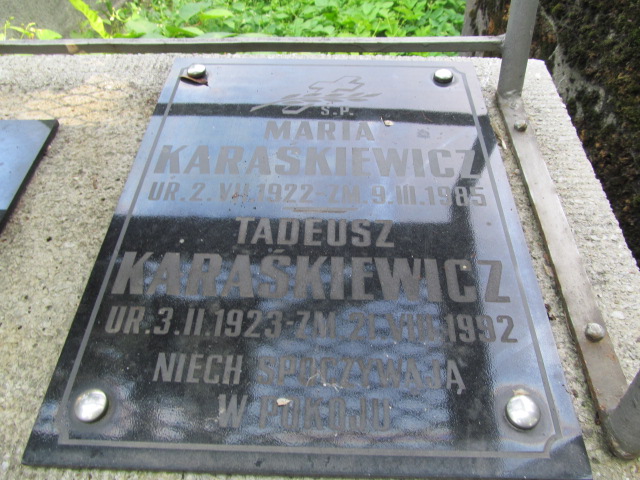 Ś.P.
MARIA
KARAŚKIEWICZ
UR. 2. VII. 1922 - ZM. 9. III. 1985
TADEUSZ
KARAŚKIEWICZ
UR. 3. II. 1923 - ZM. 21. VIII. 1992
NIECH SPOCZYWAJĄ
W POKOJU